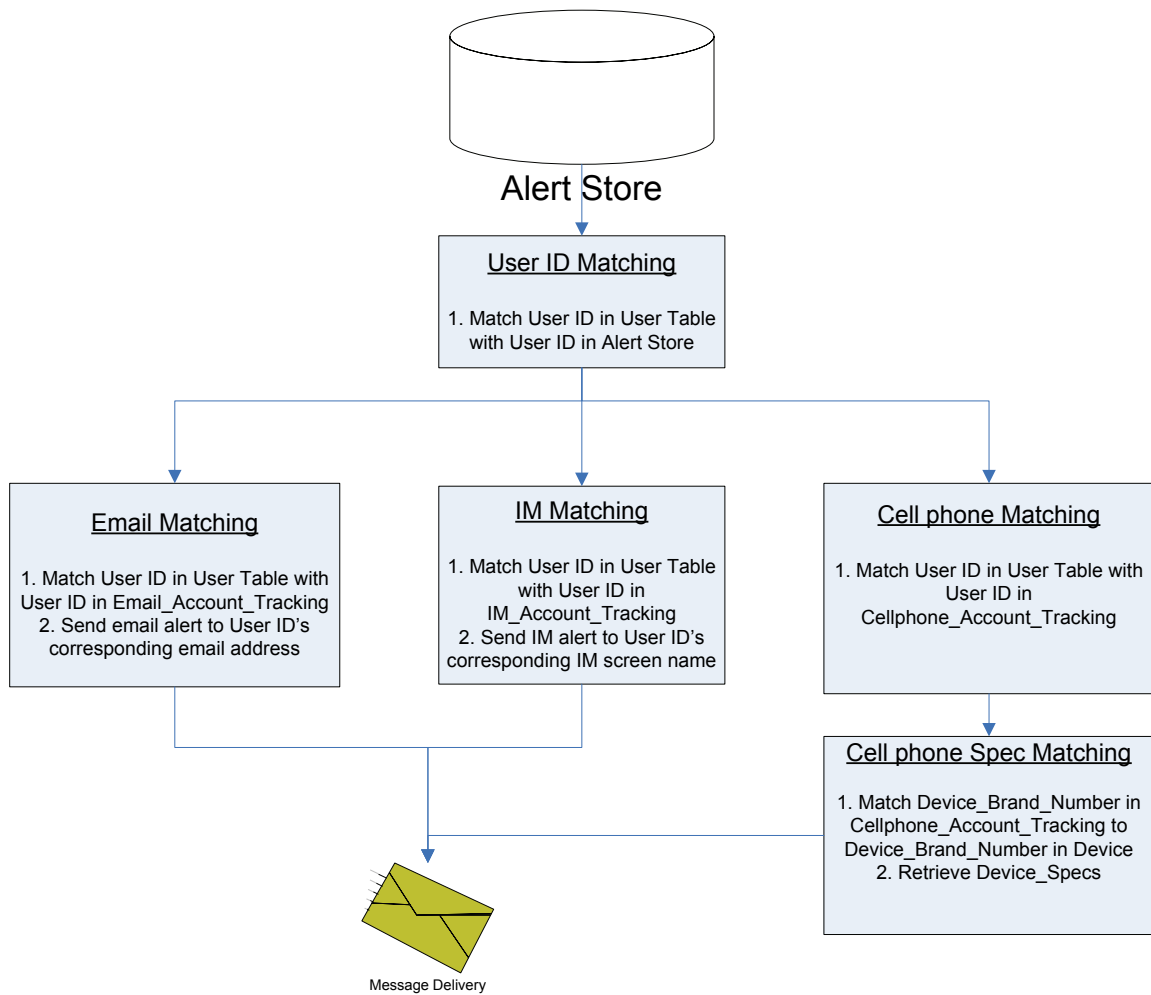 Alert Store
User ID Matching
1. Match User ID in User Table
with User ID in Alert Store
Email Matching
1. Match User ID in User Table with
User ID in Email_Account_Tracking
2. Send email alert to User ID’s
corresponding email address
IM Matching
1. Match User ID in User Table
with User ID in
IM_Account_Tracking
2. Send IM alert to User ID’s
corresponding IM screen name
Cell phone Matching
1. Match User ID in User Table with
User ID in
Cellphone_Account_Tracking
Cell phone Spec Matching
1. Match Device_Brand_Number in
Cellphone_Account_Tracking to
Device_Brand_Number in Device
2. Retrieve Device_Specs
Message Delivery